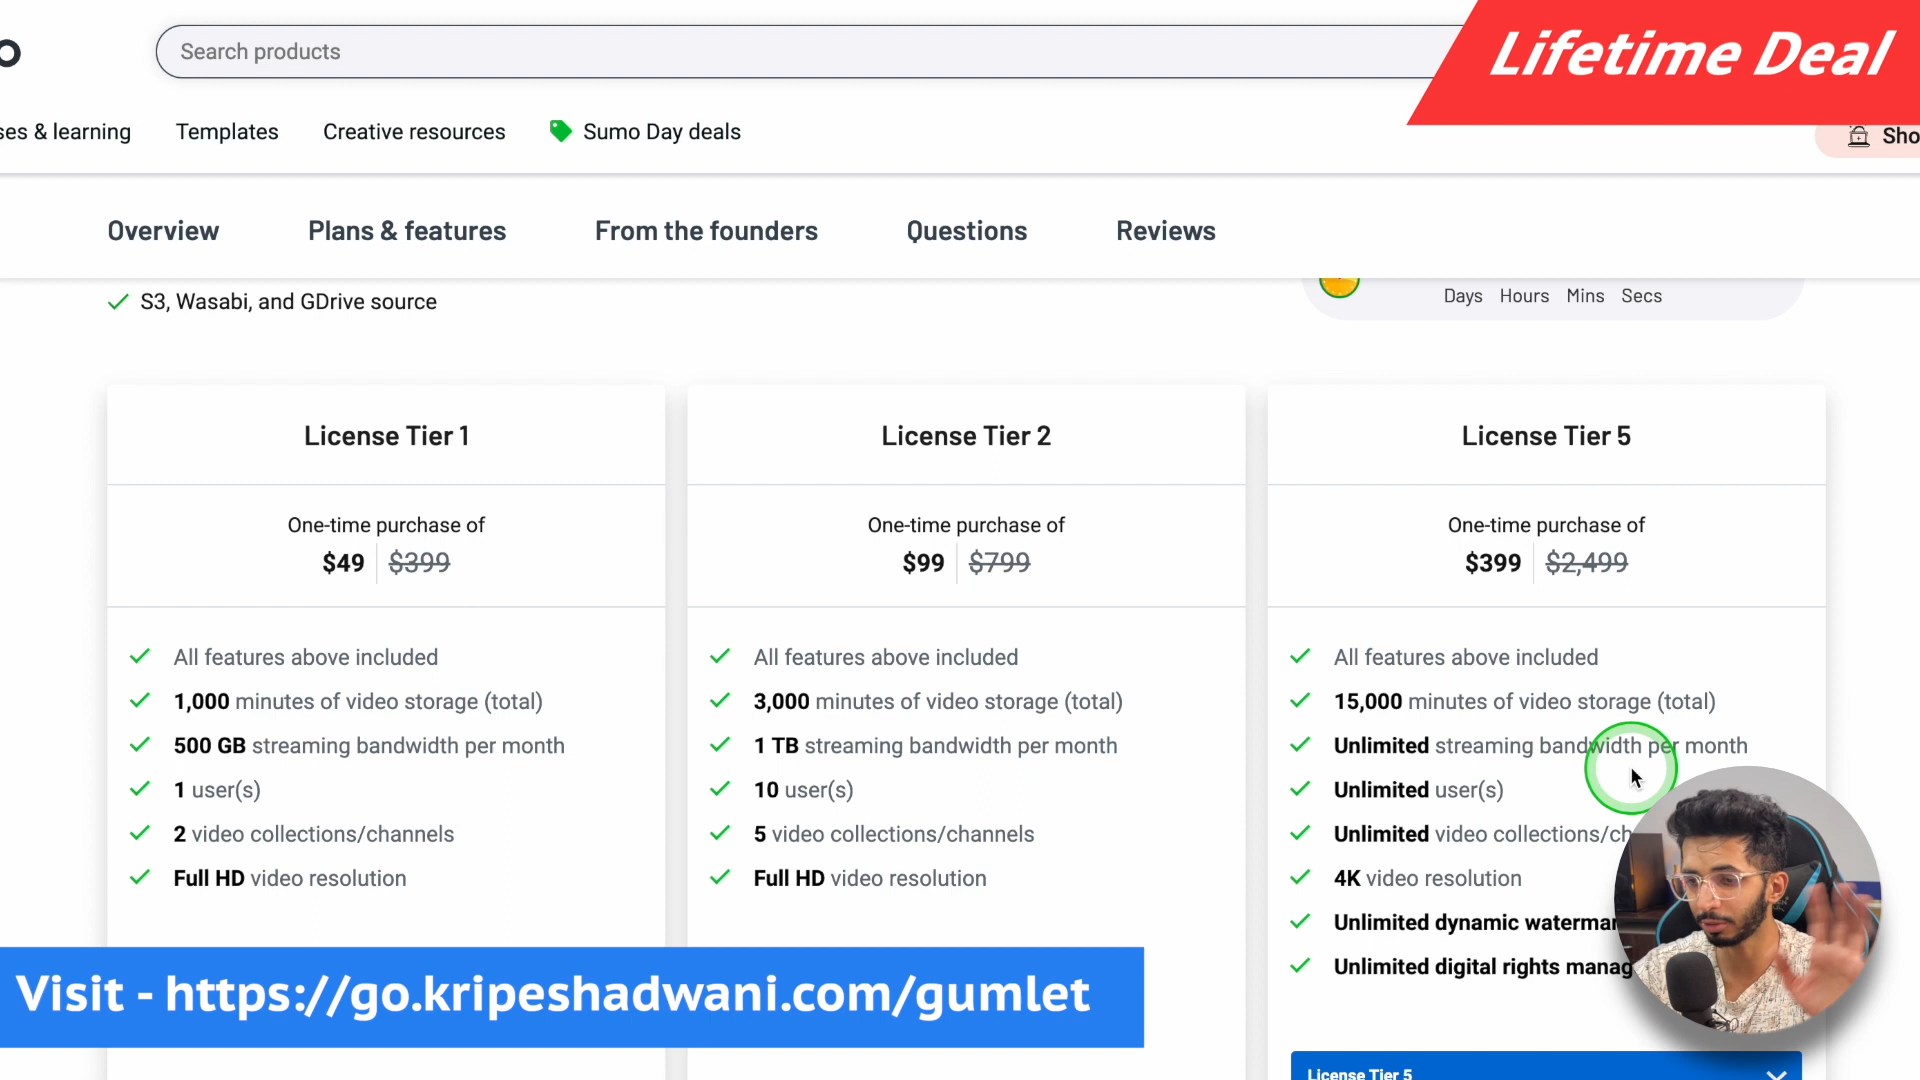 Search products
Lifetime Deal
ses & learning
Templates
Creative resources
Sumo Day deals
Sho
Overview
Plans & features
From the founders
Questions
Reviews
S3, Wasabi, and GDrive source
Days Hours Mins Secs
License Tier 1
One-time purchase of
$49 $399
All features above included
1,000 minutes of video storage (total)
500 GB streaming bandwidth per month
1 user(s)
2 video collections/channels
Full HD video resolution
License Tier 2
One-time purchase of
$99 $799
All features above included
3,000 minutes of video storage (total)
1 TB streaming bandwidth per month
10 user(s)
5 video collections/channels
Full HD video resolution
License Tier 5
One-time purchase of
$399 $2,499
All features above included
15,000 minutes of video storage (total)
Unlimited streaming bandwidth per month
Unlimited user(s)
Unlimited video collections/ch
4K video resolution
Unlimited dynamic waterma
Unlimited digital rights manag
License Tier 5
Visit - https://go.kripeshadwani.com/gumlet